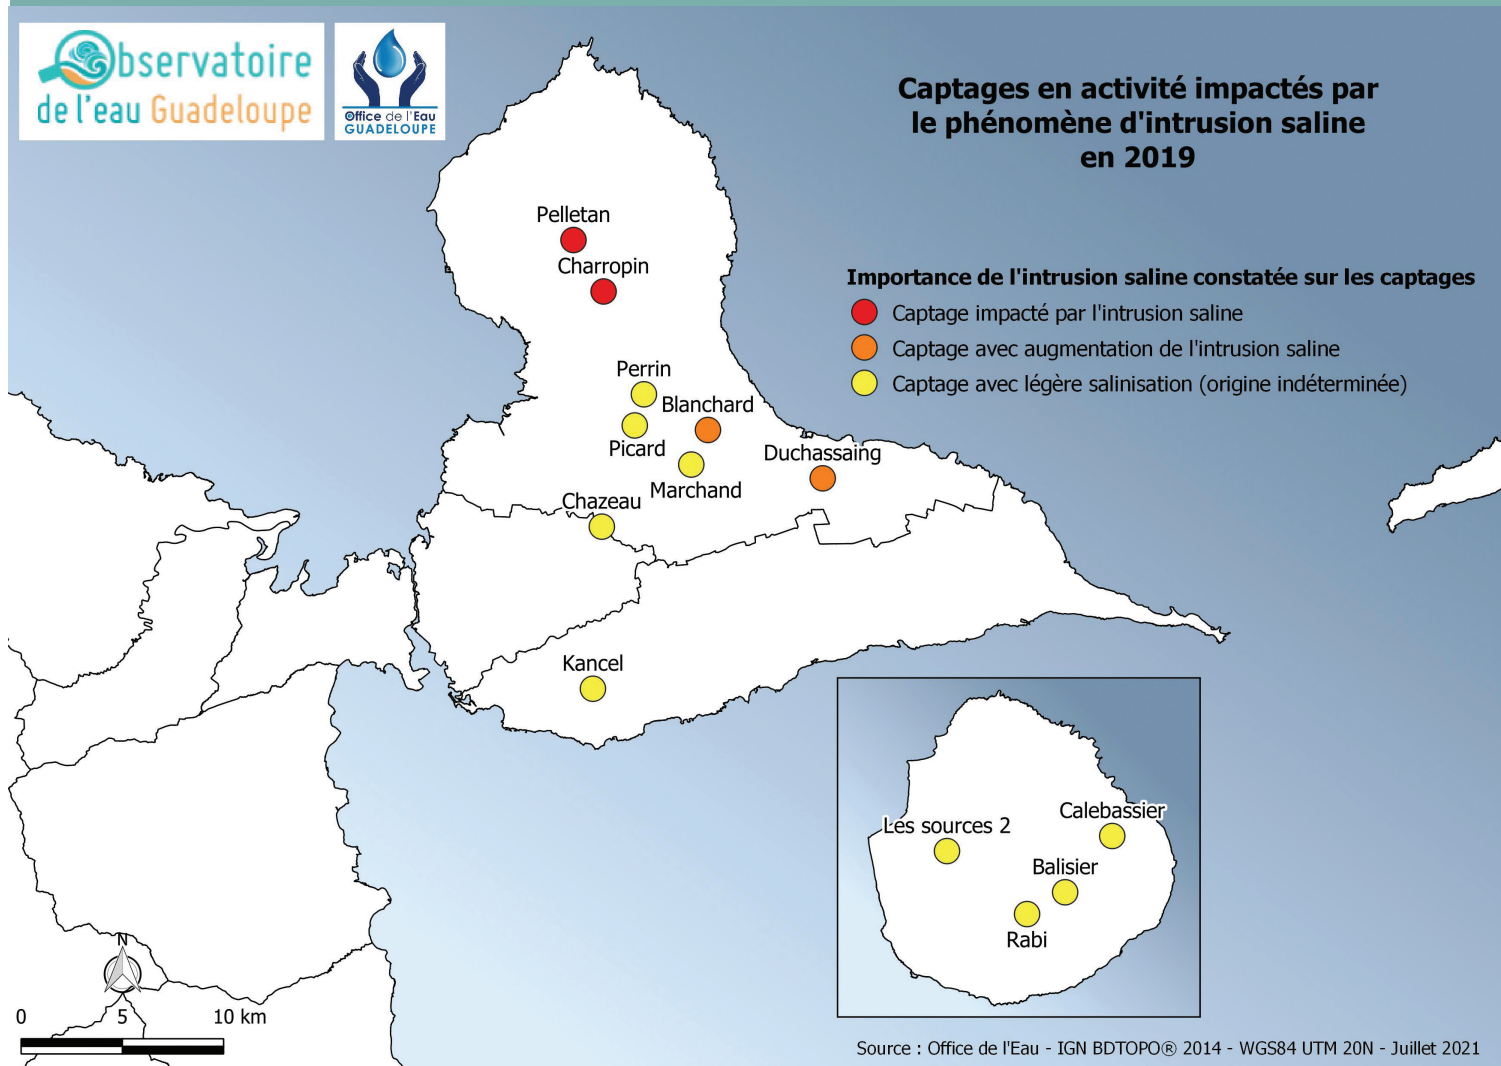 Observatoire
de l'eau Guadeloupe
Office de l'Eau
GUADELOUPE
Captages en activité impactés par
le phénomène d'intrusion saline
en 2019
Importance de l'intrusion saline constatée sur les captages
Captage impacté par l'intrusion saline
Captage avec augmentation de l'intrusion saline
Captage avec légère salinisation (origine indéterminée)
Pelletan
Charropin
Perrin
Blanchard
Picard
Duchassaing
Marchand
Chazeau
Kancel
Calebassier
Les sources 2
Balisier
Rabi
N
0 5 10 km
Source : Office de l'Eau - IGN BDTOPO® 2014 - WGS84 UTM 20N - Juillet 2021